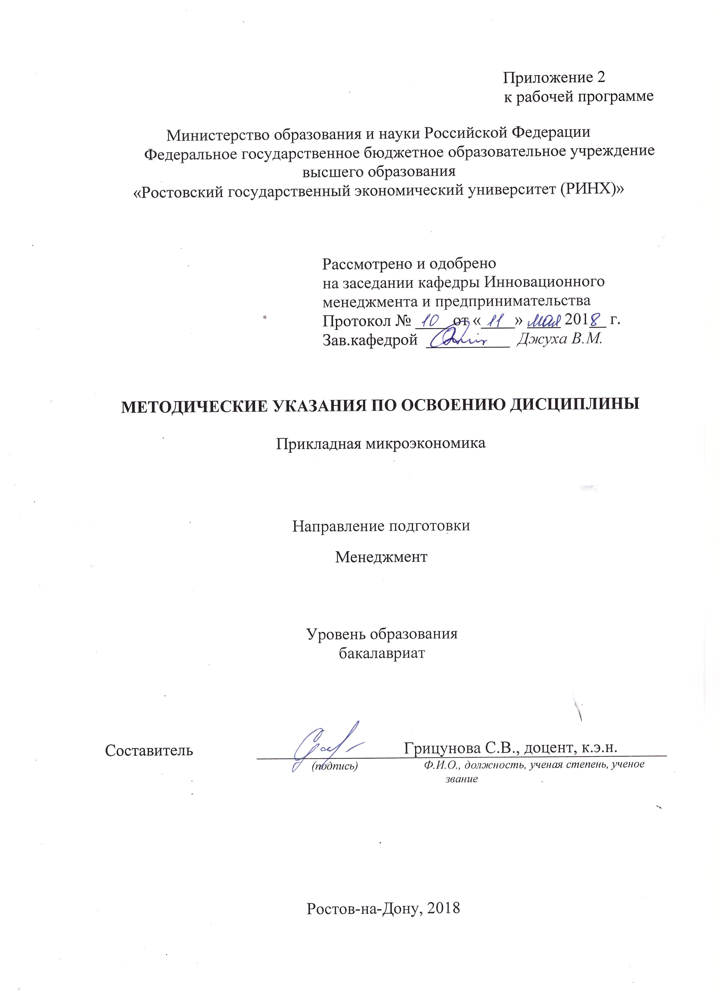 Приложение 2
к рабочей программе
Министерство образования и науки Российской Федерации
Федеральное государственное бюджетное образовательное учреждение
высшего образования
«Ростовский государственный экономический университет (РИНХ)»
Рассмотрено и одобрено
на заседании кафедры Инновационного
менеджмента и предпринимательства
Протокол № 10 от « 11 » мая 2018 г.
Зав.кафедрой Джуха В.М.
МЕТОДИЧЕСКИЕ УКАЗАНИЯ ПО ОСВОЕНИЮ ДИСЦИПЛИНЫ
Прикладная микроэкономика
Направление подготовки
Менеджмент
Уровень образования
бакалавриат
Составитель Грицунова С.В., доцент, к.э.н.
(подпись) Ф.И.О., должность, ученая степень, ученое
звание
Ростов-на-Дону, 2018